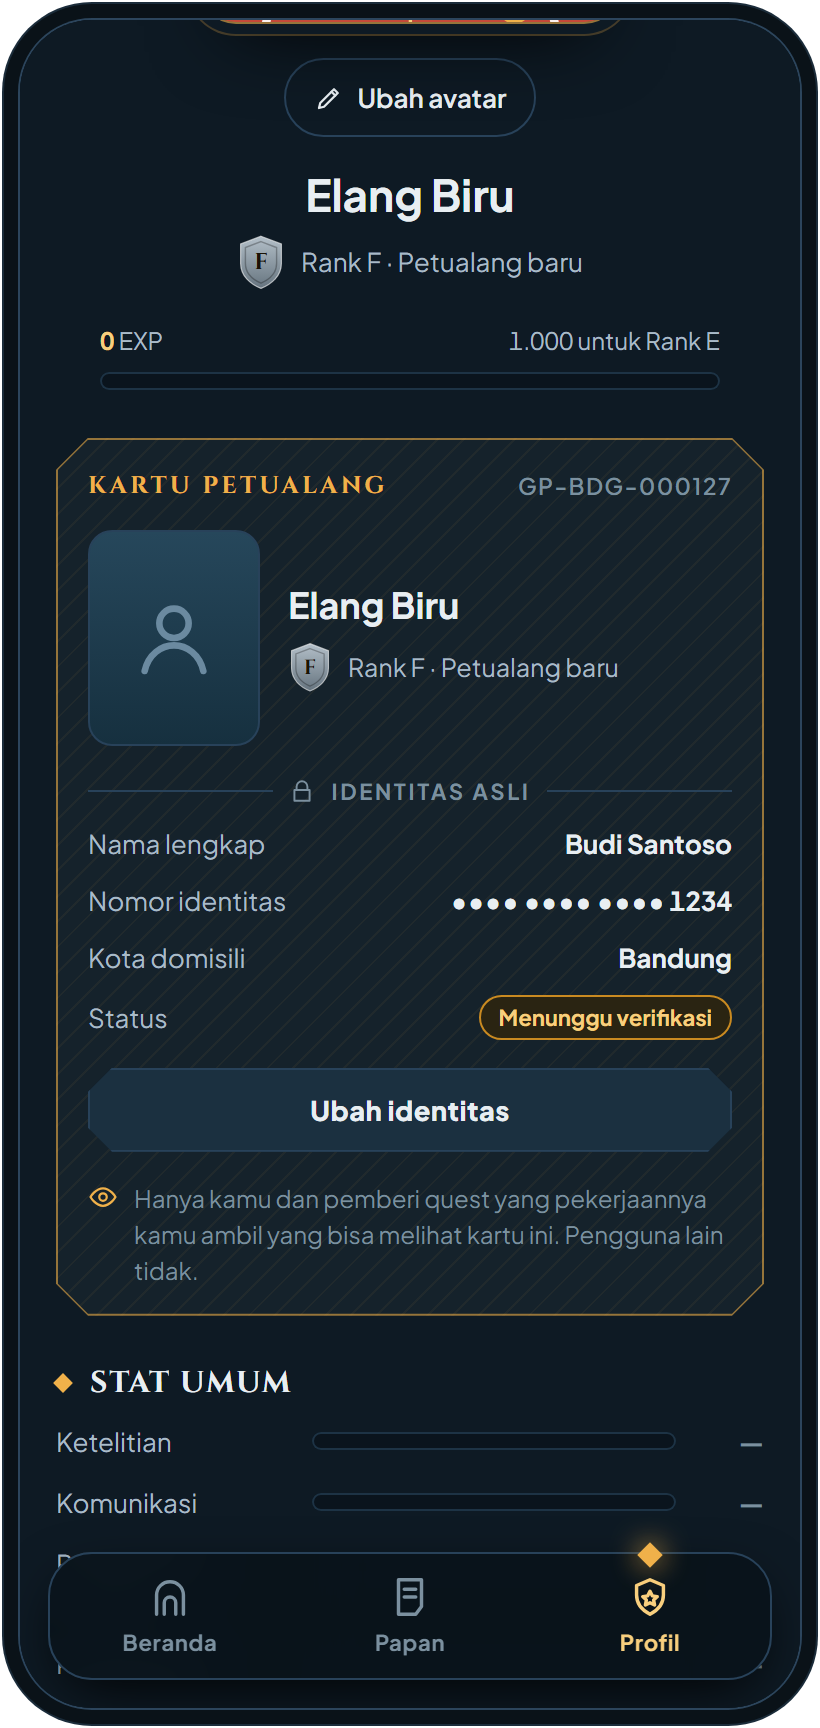 Ubah avatar
Elang Biru
F Rank F · Petualang baru
0 EXP 1.000 untuk Rank E
KARTU PETUALANG GP-BDG-000127
Elang Biru
F Rank F · Petualang baru
IDENTITAS ASLI
Nama lengkap Budi Santoso
Nomor identitas •••• •••• •••• 1234
Kota domisili Bandung
Status Menunggu verifikasi
Ubah identitas
Hanya kamu dan pemberi quest yang pekerjaannya
kamu ambil yang bisa melihat kartu ini. Pengguna lain
tidak.
STAT UMUM
Ketelitian —
Komunikasi —
Beranda Papan Profil